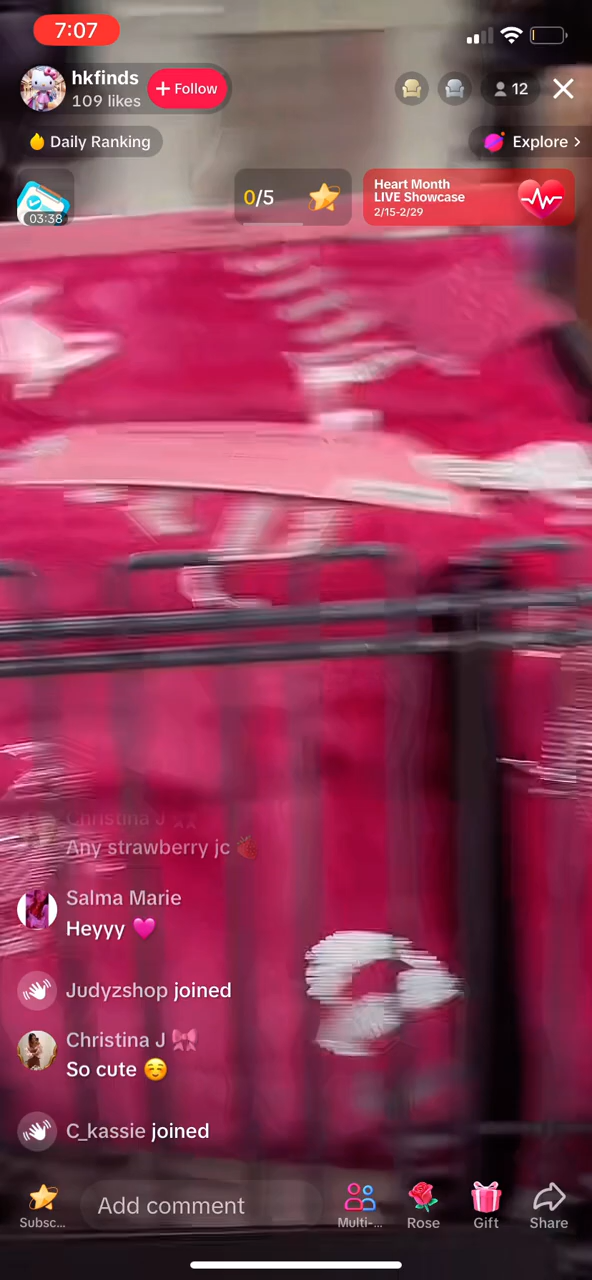 7:07
hkfinds
109 likes
+ Follow
12
Daily Ranking
Explore >
03:38
0/5
Heart Month
LIVE Showcase
2/15-2/29
Christina J 🎀
Any strawberry jc 🍓
Salma Marie
Heyyy 💗
Judyzshop joined
Christina J 🎀
So cute ☺️
C_kassie joined
Subsc...
Add comment
Multi-...
Rose
Gift
Share